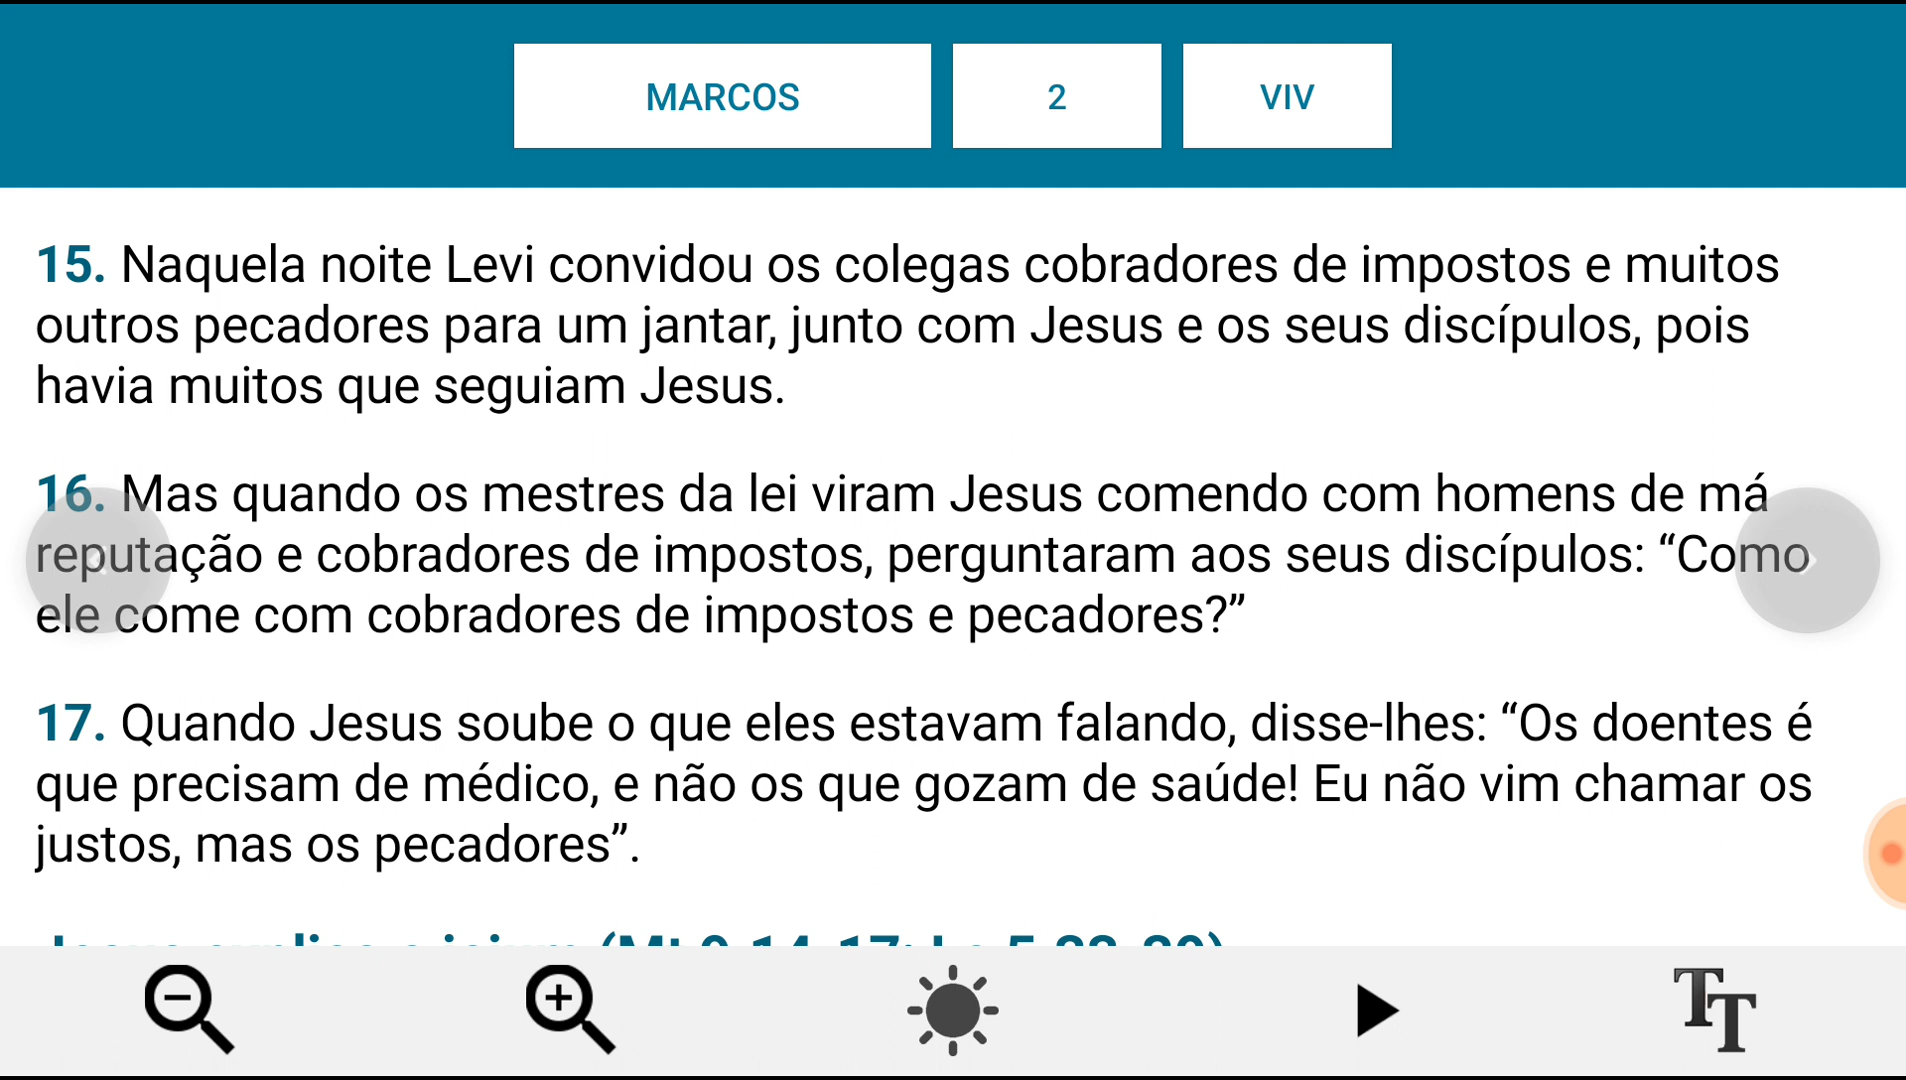 MARCOS 2 VIV
15. Naquela noite Levi convidou os colegas cobradores de impostos e muitos
outros pecadores para um jantar, junto com Jesus e os seus discípulos, pois
havia muitos que seguiam Jesus.
16. Mas quando os mestres da lei viram Jesus comendo com homens de má
reputação e cobradores de impostos, perguntaram aos seus discípulos: “Como
ele come com cobradores de impostos e pecadores?”
17. Quando Jesus soube o que eles estavam falando, disse-lhes: “Os doentes é
que precisam de médico, e não os que gozam de saúde! Eu não vim chamar os
justos, mas os pecadores”.
TT